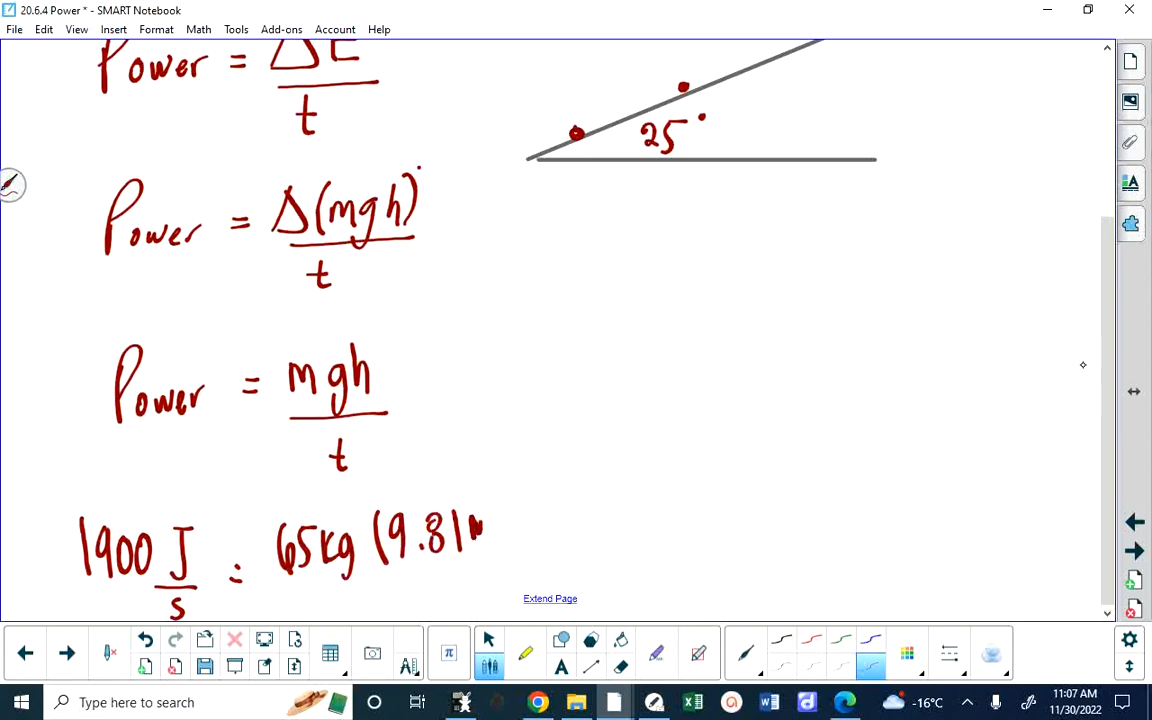 20.6.4 Power * - SMART Notebook
File Edit View Insert Format Math Tools Add-ons Account Help
Power = ΔE / t
25°
Power = Δ(mgh) / t
Power = mgh / t
1900 J/s = 65kg (9.81m
Extend Page
Type here to search
-16°C
11:07 AM
11/30/2022